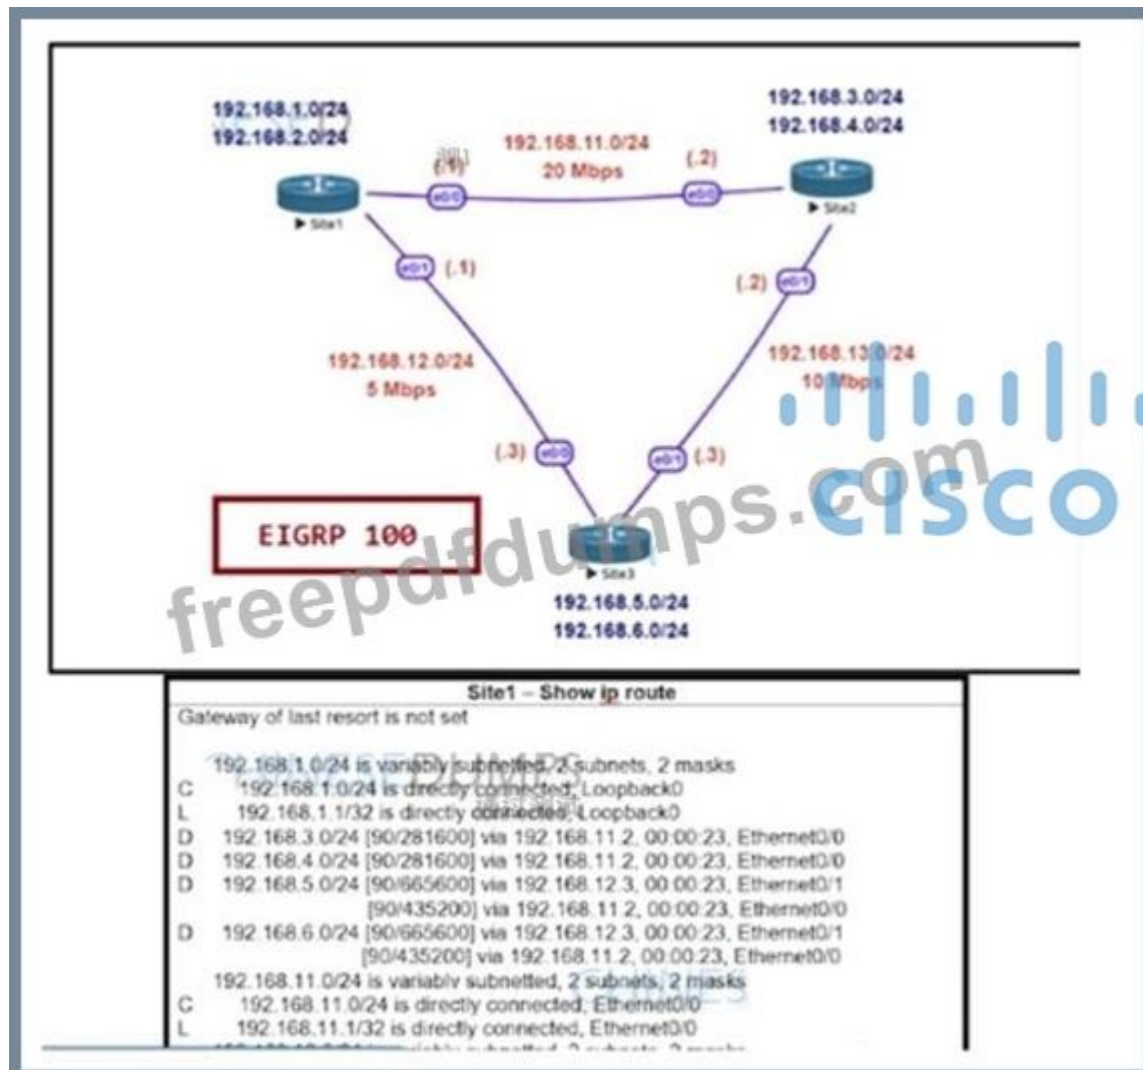 192.168.1.0/24
192.168.2.0/24
192.168.3.0/24
192.168.4.0/24
192.168.11.0/24
20 Mbps
(.1)
(.2)
e0/0
e0/0
Site1
Site2
e0/1
(.1)
(.2)
e0/1
192.168.12.0/24
5 Mbps
192.168.13.0/24
10 Mbps
(.3)
e0/0
e0/1
(.3)
CISCO
EIGRP 100
freepdfdumps.com
Site3
192.168.5.0/24
192.168.6.0/24
Site1 – Show ip route
Gateway of last resort is not set
192.168.1.0/24 is variably subnetted, 2 subnets, 2 masks
C 192.168.1.0/24 is directly connected, Loopback0
L 192.168.1.1/32 is directly connected, Loopback0
D 192.168.3.0/24 [90/281600] via 192.168.11.2, 00:00:23, Ethernet0/0
D 192.168.4.0/24 [90/281600] via 192.168.11.2, 00:00:23, Ethernet0/0
D 192.168.5.0/24 [90/665600] via 192.168.12.3, 00:00:23, Ethernet0/1
[90/435200] via 192.168.11.2, 00:00:23, Ethernet0/0
D 192.168.6.0/24 [90/665600] via 192.168.12.3, 00:00:23, Ethernet0/1
[90/435200] via 192.168.11.2, 00:00:23, Ethernet0/0
192.168.11.0/24 is variably subnetted, 2 subnets, 2 masks
C 192.168.11.0/24 is directly connected, Ethernet0/0
L 192.168.11.1/32 is directly connected, Ethernet0/0